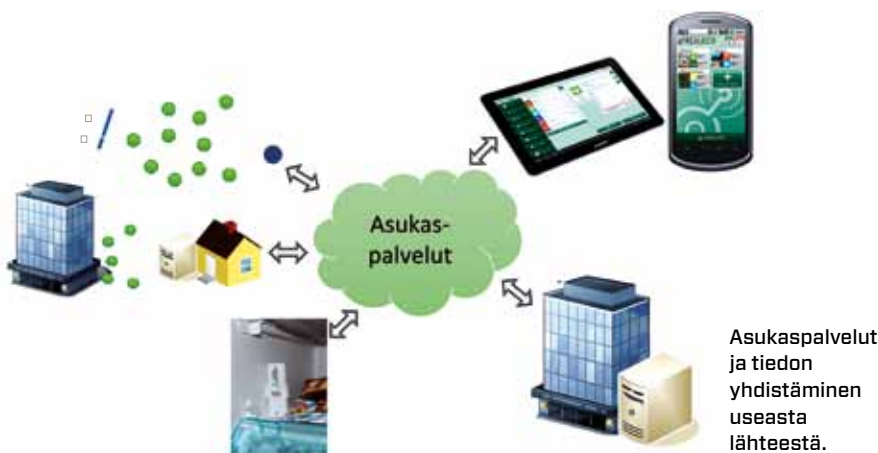 Asukas-
palvelut
Asukaspalvelut
ja tiedon
yhdistäminen
useasta
lähteestä.